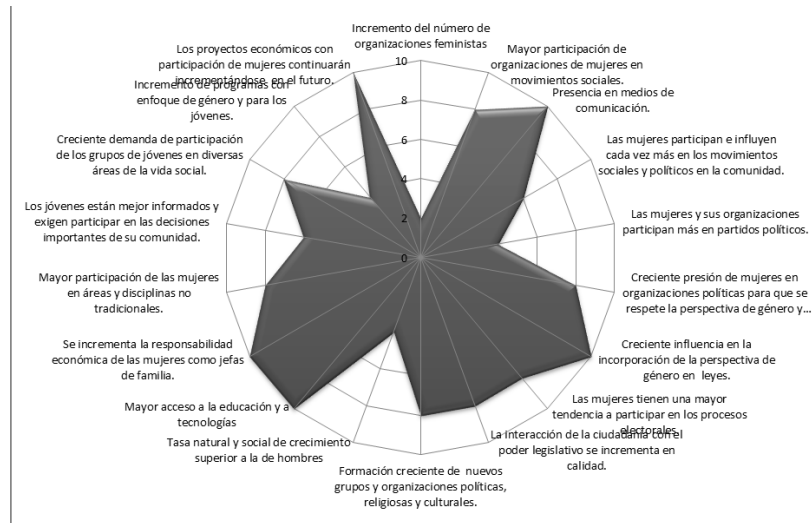 Incremento del número de
organizaciones feministas
Mayor participación de
organizaciones de mujeres en
movimientos sociales.
Presencia en medios de
comunicación.
Las mujeres participan e influyen
cada vez más en los movimientos
sociales y políticos en la comunidad.
Las mujeres y sus organizaciones
participan más en partidos políticos.
Creciente presión de mujeres en
organizaciones políticas para que se
respete la perspectiva de género y...
Creciente influencia en la
incorporación de la perspectiva de
género en leyes.
Las mujeres tienen una mayor
tendencia a participar en los procesos
electorales.
La interacción de la ciudadanía con el
poder legislativo se incrementa en
calidad.
Formación creciente de nuevos
grupos y organizaciones políticas,
religiosas y culturales.
Tasa natural y social de crecimiento
superior a la de hombres
Mayor acceso a la educación y a
tecnologías
Se incrementa la responsabilidad
económica de las mujeres como jefas
de familia.
Mayor participación de las mujeres
en áreas y disciplinas no
tradicionales.
Los jóvenes están mejor informados y
exigen participar en las decisiones
importantes de su comunidad.
Creciente demanda de participación
de los grupos de jóvenes en diversas
áreas de la vida social.
Incremento de programas con
enfoque de género y para los
jóvenes.
Los proyectos económicos con
participación de mujeres continuarán
incrementándose en el futuro.
10
8
6
4
2
0